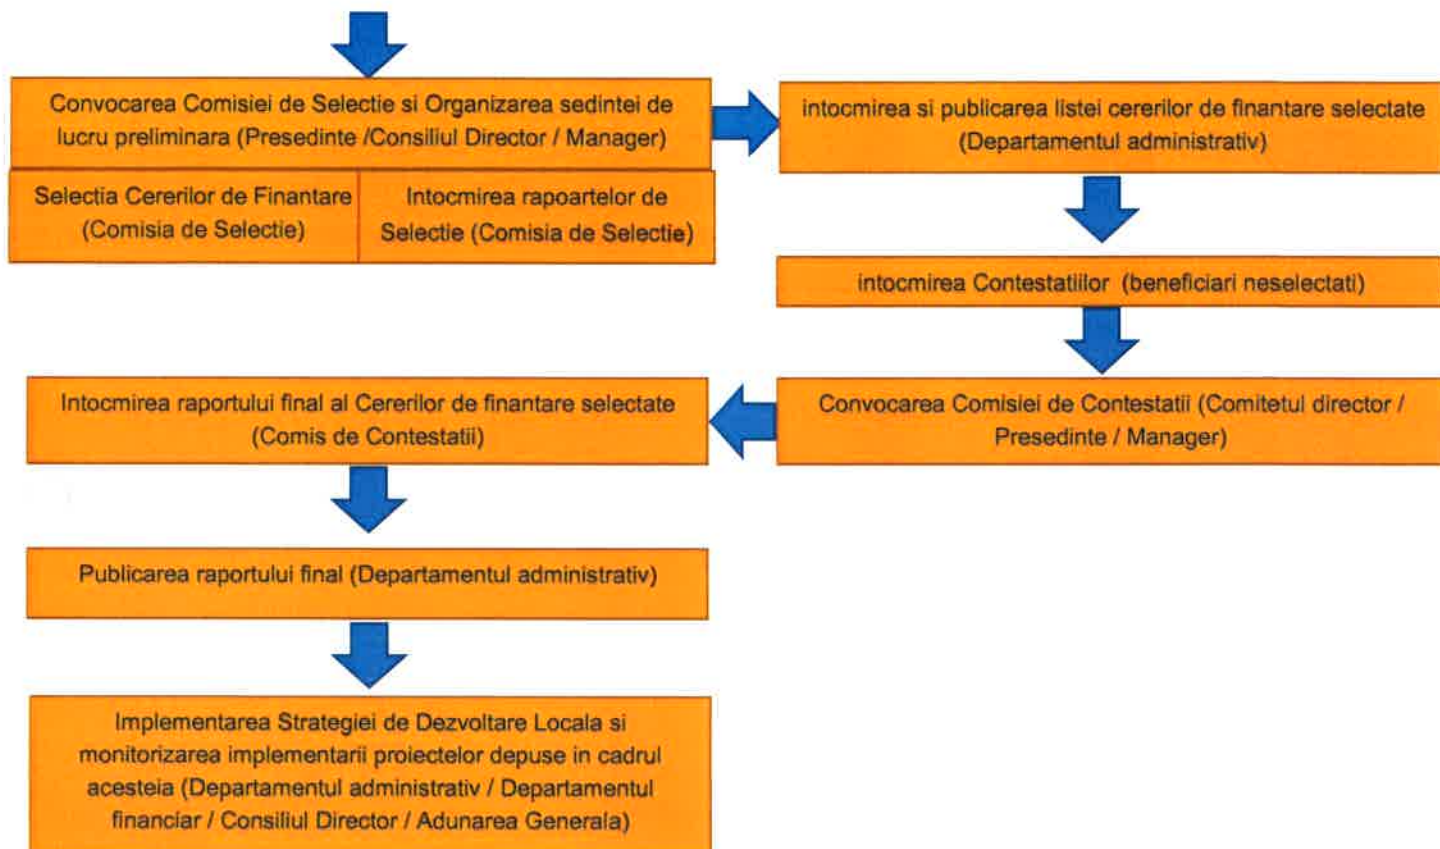 Convocarea Comisiei de Selectie si Organizarea sedintei de
lucru preliminara (Presedinte /Consiliul Director / Manager)
Selectia Cererilor de Finantare
(Comisia de Selectie)
Intocmirea rapoartelor de
Selectie (Comisia de Selectie)
intocmirea si publicarea listei cererilor de finantare selectate
(Departamentul administrativ)
intocmirea Contestatiilor (beneficiari neselectati)
Convocarea Comisiei de Contestatii (Comitetul director /
Presedinte / Manager)
Intocmirea raportului final al Cererilor de finantare selectate
(Comis de Contestatii)
Publicarea raportului final (Departamentul administrativ)
Implementarea Strategiei de Dezvoltare Locala si
monitorizarea implementarii proiectelor depuse in cadrul
acesteia (Departamentul administrativ / Departamentul
financiar / Consiliul Director / Adunarea Generala)